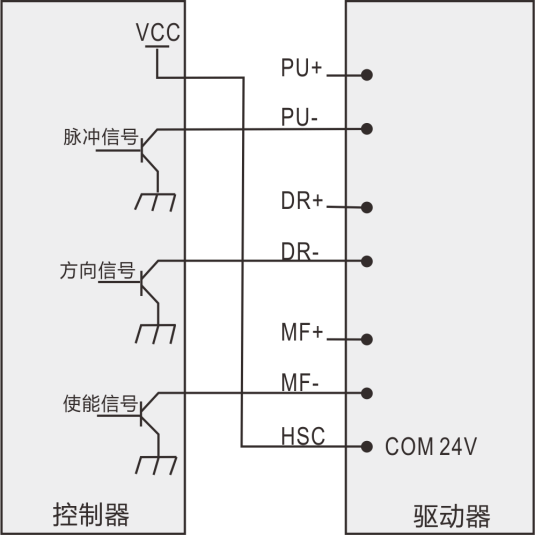 VCC
PU+
PU-
脉冲信号
DR+
DR-
方向信号
MF+
MF-
使能信号
HSC
COM 24V
控制器
驱动器